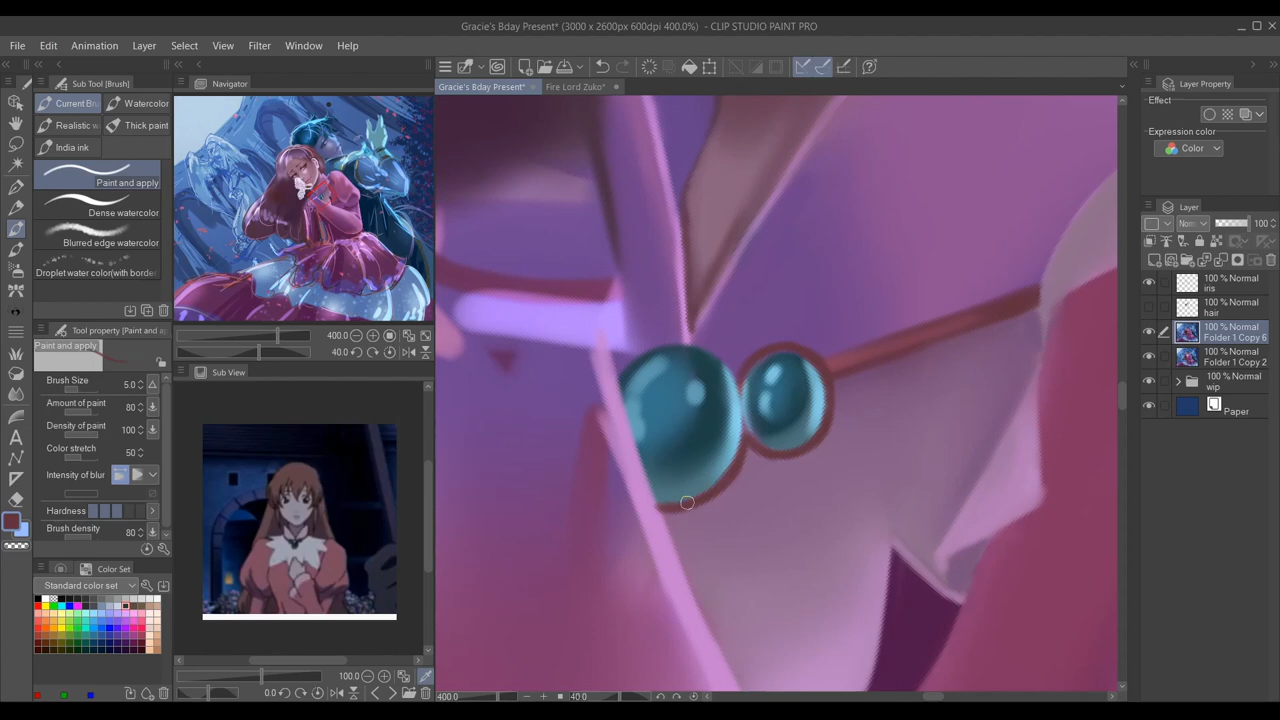 Gracie's Bday Present* (3000 x 2600px 600dpi 400.0%) - CLIP STUDIO PAINT PRO
File Edit Animation Layer Select View Filter Window Help
Sub Tool [Brush]
Current Br
Watercolor
Realistic w
Thick paint
India ink
Paint and apply
Dense watercolor
Blurred edge watercolor
Droplet water color(with border
Tool property [Paint and a
Paint and apply
Brush Size 5.0
Amount of paint 80
Density of paint 100
Color stretch 50
Intensity of blur
Hardness
Brush density 80
Color Set
Standard color set
Navigator
400.0
40.0
Sub View
100.0
0.0
Gracie's Bday Present*
Fire Lord Zuko*
400.0
40.0
Layer Property
Effect
Expression color
Color
Layer
Nor
100
100 % Normal
iris
100 % Normal
hair
100 % Normal
Folder 1 Copy 6
100 % Normal
Folder 1 Copy 2
100 % Normal
wip
Paper